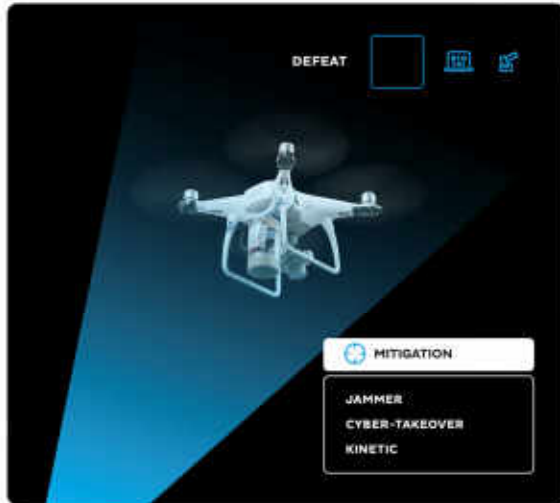 DEFEAT
MITIGATION
JAMMER
CYBER-TAKEOVER
KINETIC